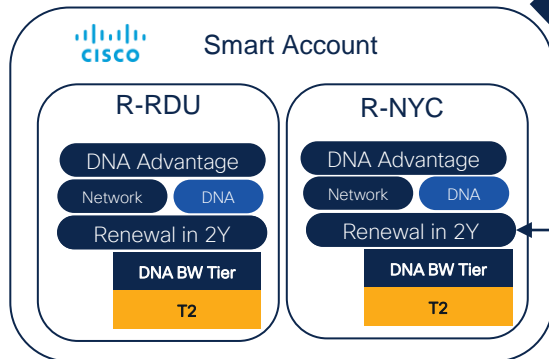 CISCO
Smart Account
R-RDU
DNA Advantage
Network DNA
Renewal in 2Y
DNA BW Tier
T2
R-NYC
DNA Advantage
Network DNA
Renewal in 2Y
DNA BW Tier
T2